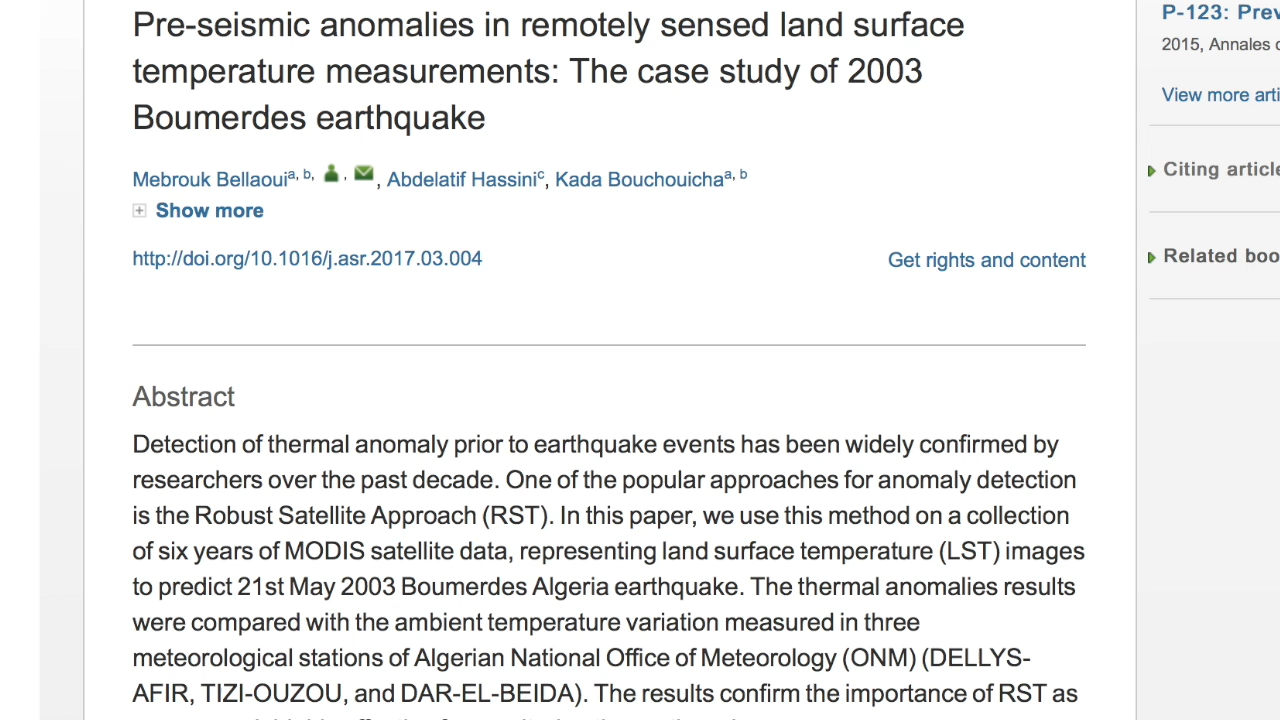 Pre-seismic anomalies in remotely sensed land surface
temperature measurements: The case study of 2003
Boumerdes earthquake
Mebrouk Bellaouia, b, , , Abdelatif Hassinic, Kada Bouchouichaa, b
Show more
http://doi.org/10.1016/j.asr.2017.03.004
Get rights and content
Abstract
Detection of thermal anomaly prior to earthquake events has been widely confirmed by
researchers over the past decade. One of the popular approaches for anomaly detection
is the Robust Satellite Approach (RST). In this paper, we use this method on a collection
of six years of MODIS satellite data, representing land surface temperature (LST) images
to predict 21st May 2003 Boumerdes Algeria earthquake. The thermal anomalies results
were compared with the ambient temperature variation measured in three
meteorological stations of Algerian National Office of Meteorology (ONM) (DELLYS-
AFIR, TIZI-OUZOU, and DAR-EL-BEIDA). The results confirm the importance of RST as
P-123: Prev
2015, Annales
View more arti
Citing article
Related boo